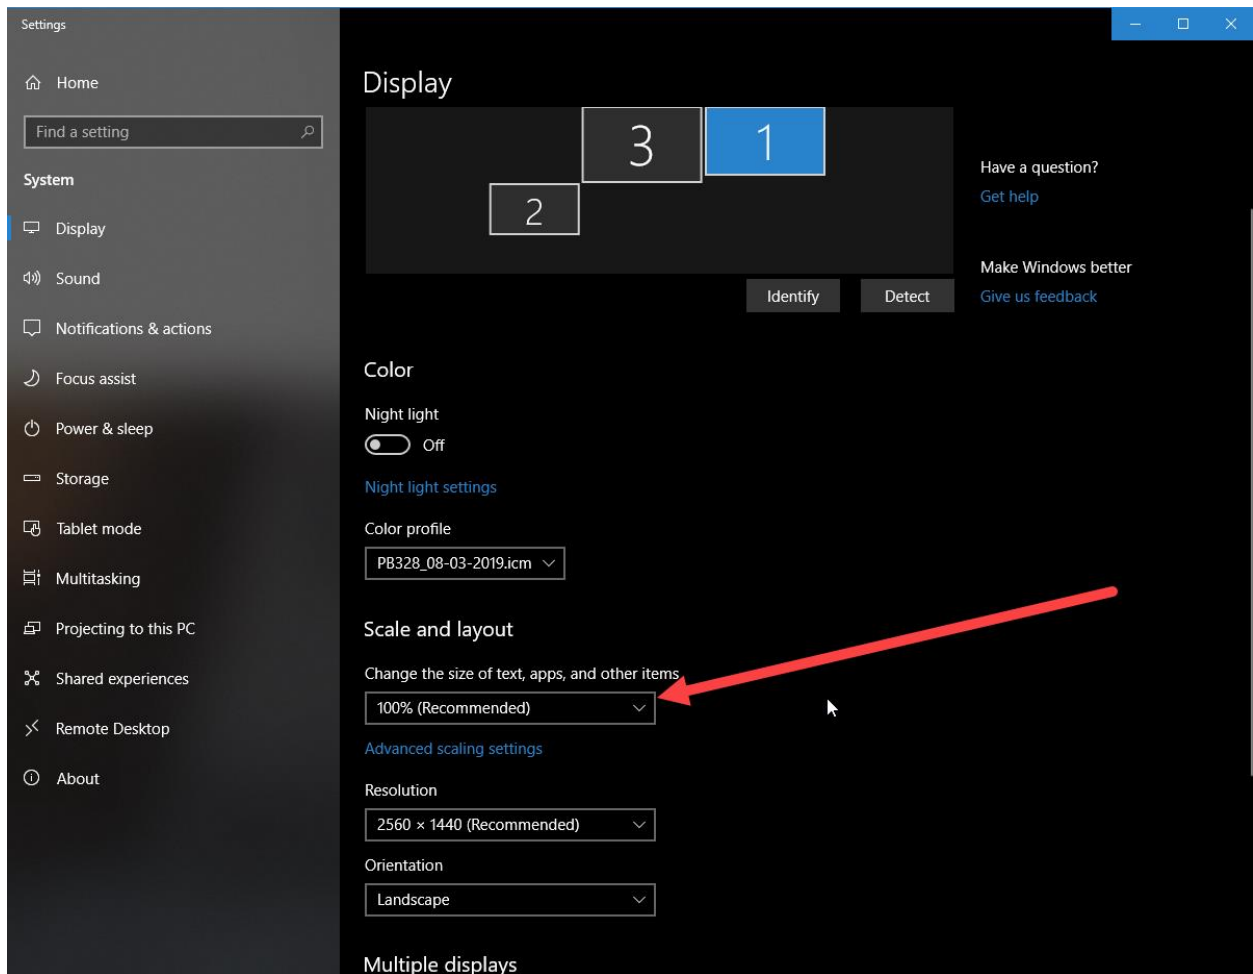 Settings
Home
Find a setting
System
Display
Sound
Notifications & actions
Focus assist
Power & sleep
Storage
Tablet mode
Multitasking
Projecting to this PC
Shared experiences
Remote Desktop
About
Display
3
1
2
Identify
Detect
Color
Night light
Off
Night light settings
Color profile
PB328_08-03-2019.icm
Scale and layout
Change the size of text, apps, and other items
100% (Recommended)
Advanced scaling settings
Resolution
2560 × 1440 (Recommended)
Orientation
Landscape
Multiple displays
Have a question?
Get help
Make Windows better
Give us feedback